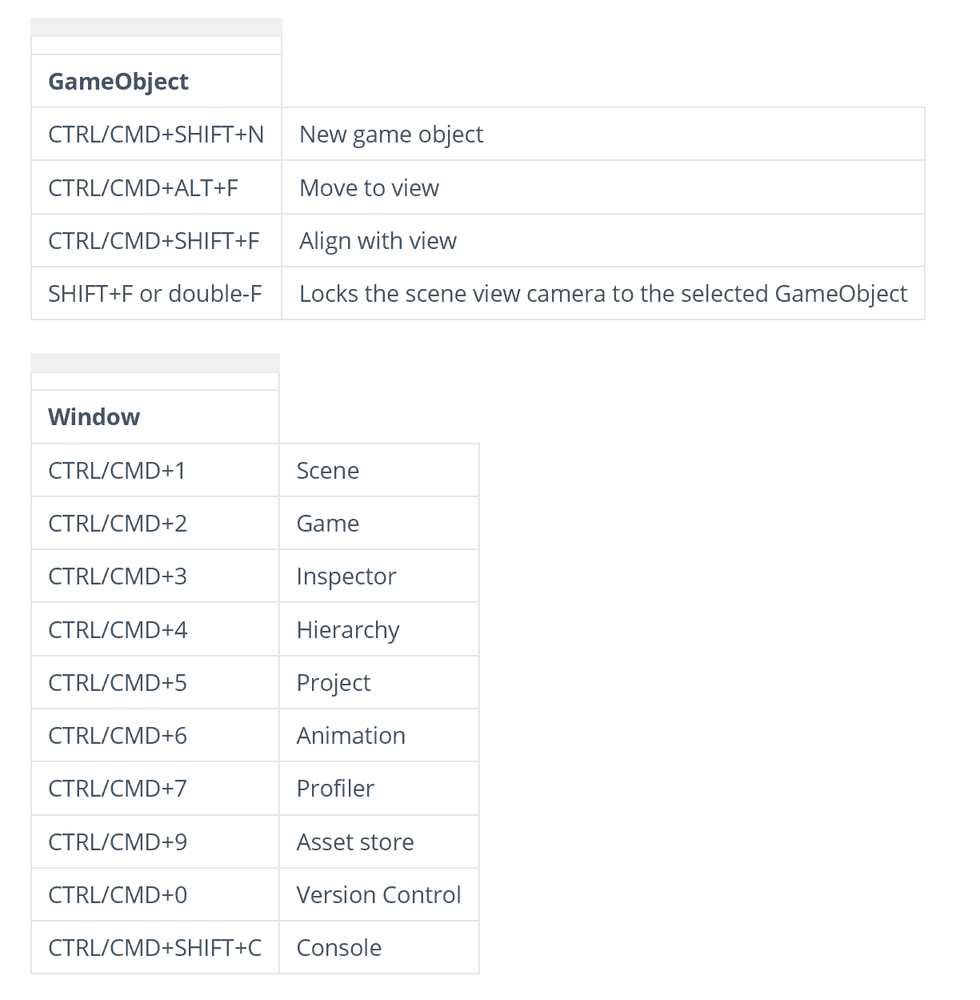 GameObject
CTRL/CMD+SHIFT+N New game object
CTRL/CMD+ALT+F Move to view
CTRL/CMD+SHIFT+F Align with view
SHIFT+F or double-F Locks the scene view camera to the selected GameObject
Window
CTRL/CMD+1 Scene
CTRL/CMD+2 Game
CTRL/CMD+3 Inspector
CTRL/CMD+4 Hierarchy
CTRL/CMD+5 Project
CTRL/CMD+6 Animation
CTRL/CMD+7 Profiler
CTRL/CMD+9 Asset store
CTRL/CMD+0 Version Control
CTRL/CMD+SHIFT+C Console